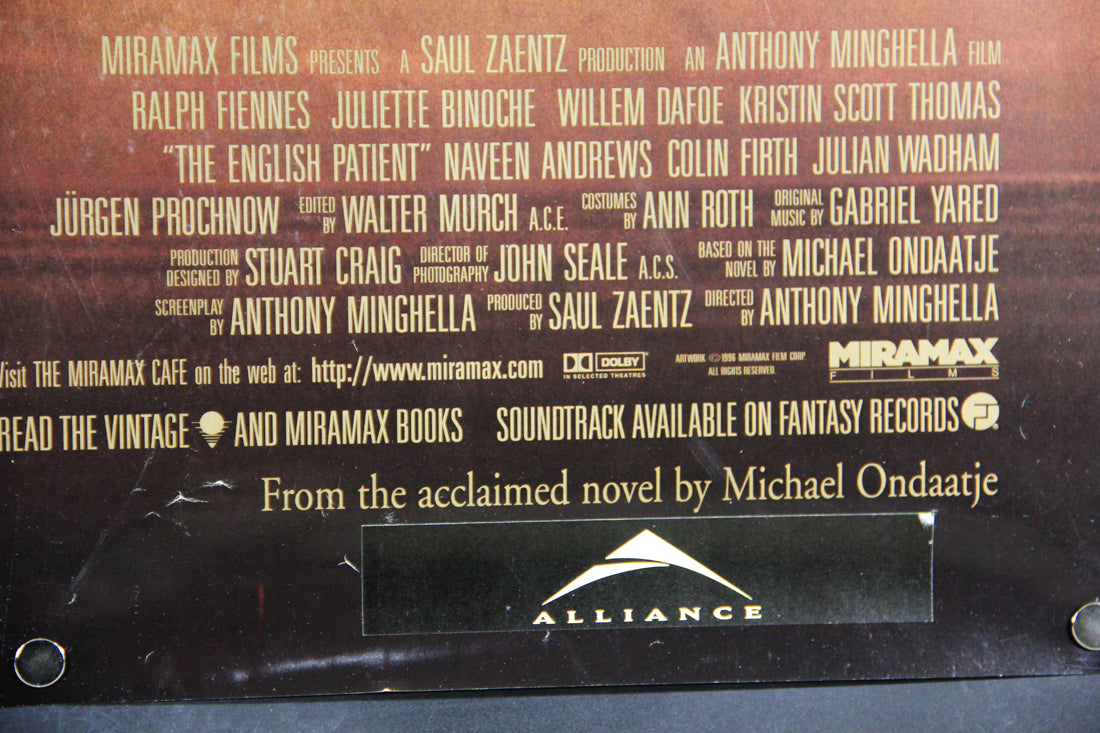 MIRAMAX FILMS PRESENTS A SAUL ZAENTZ PRODUCTION AN ANTHONY MINGHELLA FILM
RALPH FIENNES JULIETTE BINOCHE WILLEM DAFOE KRISTIN SCOTT THOMAS
"THE ENGLISH PATIENT" NAVEEN ANDREWS COLIN FIRTH JULIAN WADHAM
JÜRGEN PROCHNOW EDITED BY WALTER MURCH A.C.E. COSTUMES BY ANN ROTH ORIGINAL MUSIC BY GABRIEL YARED
PRODUCTION DESIGNED BY STUART CRAIG DIRECTOR OF PHOTOGRAPHY JOHN SEALE A.C.S. BASED ON THE NOVEL BY MICHAEL ONDAATJE
SCREENPLAY BY ANTHONY MINGHELLA PRODUCED BY SAUL ZAENTZ DIRECTED BY ANTHONY MINGHELLA
Visit THE MIRAMAX CAFE on the web at: http://www.miramax.com DOLBY IN SELECTED THEATRES ARTWORK ©1996 MIRAMAX FILM CORP ALL RIGHTS RESERVED. MIRAMAX FILMS
READ THE VINTAGE AND MIRAMAX BOOKS SOUNDTRACK AVAILABLE ON FANTASY RECORDS
From the acclaimed novel by Michael Ondaatje
ALLIANCE